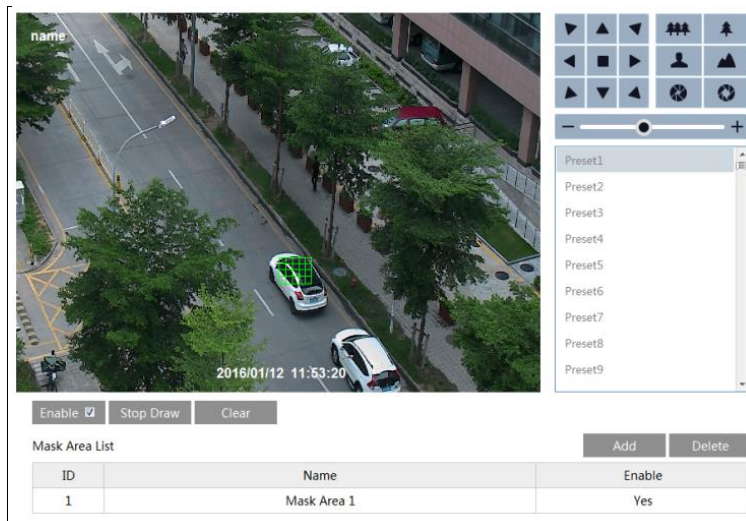 name
2016/01/12 11:53:20
Preset1
Preset2
Preset3
Preset4
Preset5
Preset6
Preset7
Preset8
Preset9
Enable Stop Draw Clear
Mask Area List Add Delete
ID Name Enable
1 Mask Area 1 Yes